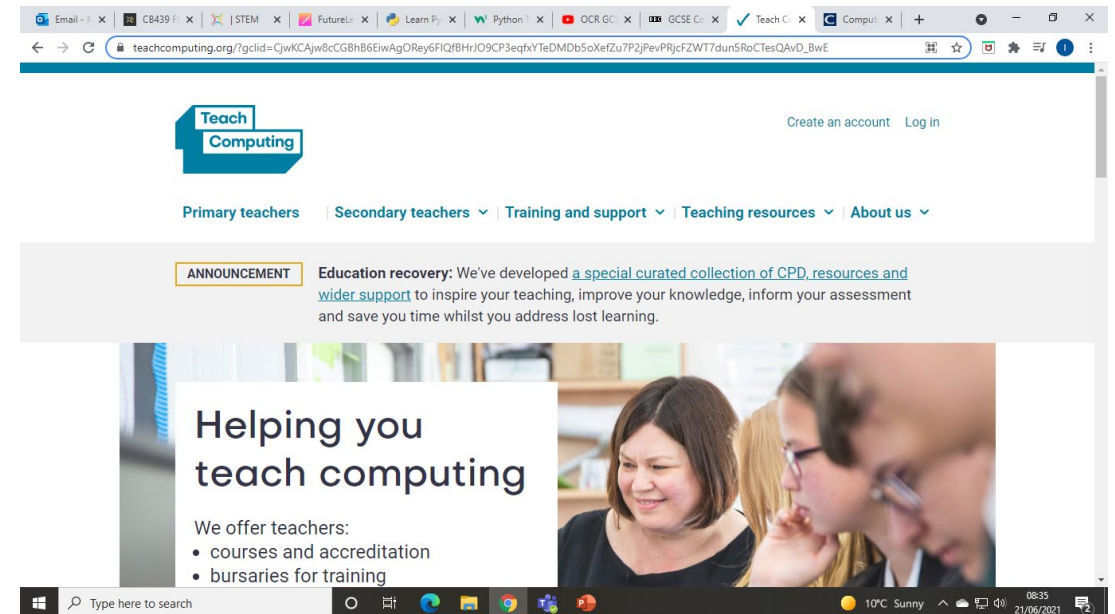 Email - 
CB439 F
| STEM
FutureLe
Learn Py
Python T
OCR GC
GCSE Co
Teach Co
Compute
teachcomputing.org/?gclid=CjwKCAjw8cCGBhB6EiwAgORey6FIQfBHrJO9CP3eqfxYTeDMDb5oXefZu7P2jPevPRjcFZWT7dun5RoCTesQAvD_BwE
Teach
Computing
Create an account Log in
Primary teachers Secondary teachers Training and support Teaching resources About us
ANNOUNCEMENT
Education recovery: We've developed a special curated collection of CPD, resources and
wider support to inspire your teaching, improve your knowledge, inform your assessment
and save you time whilst you address lost learning.
Helping you
teach computing
We offer teachers:
• courses and accreditation
• bursaries for training
Type here to search
10°C Sunny
08:35
21/06/2021